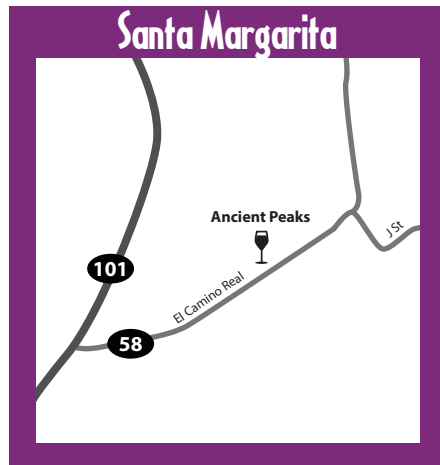 Santa Margarita
Ancient Peaks
J St
101
El Camino Real
58